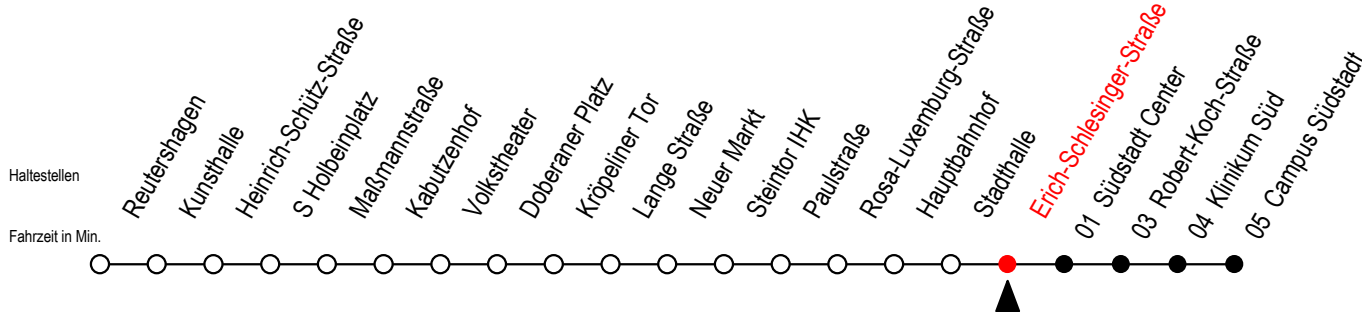 Haltestellen
Reutershagen
Kunsthalle
Heinrich-Schütz-Straße
S Holbeinplatz
Maßmannstraße
Kabutzenhof
Volkstheater
Doberaner Platz
Kröpeliner Tor
Lange Straße
Neuer Markt
Steintor IHK
Paulstraße
Rosa-Luxemburg-Straße
Hauptbahnhof
Stadthalle
Erich-Schlesinger-Straße
01 Südstadt Center
03 Robert-Koch-Straße
04 Klinikum Süd
05 Campus Südstadt
Fahrzeit in Min.